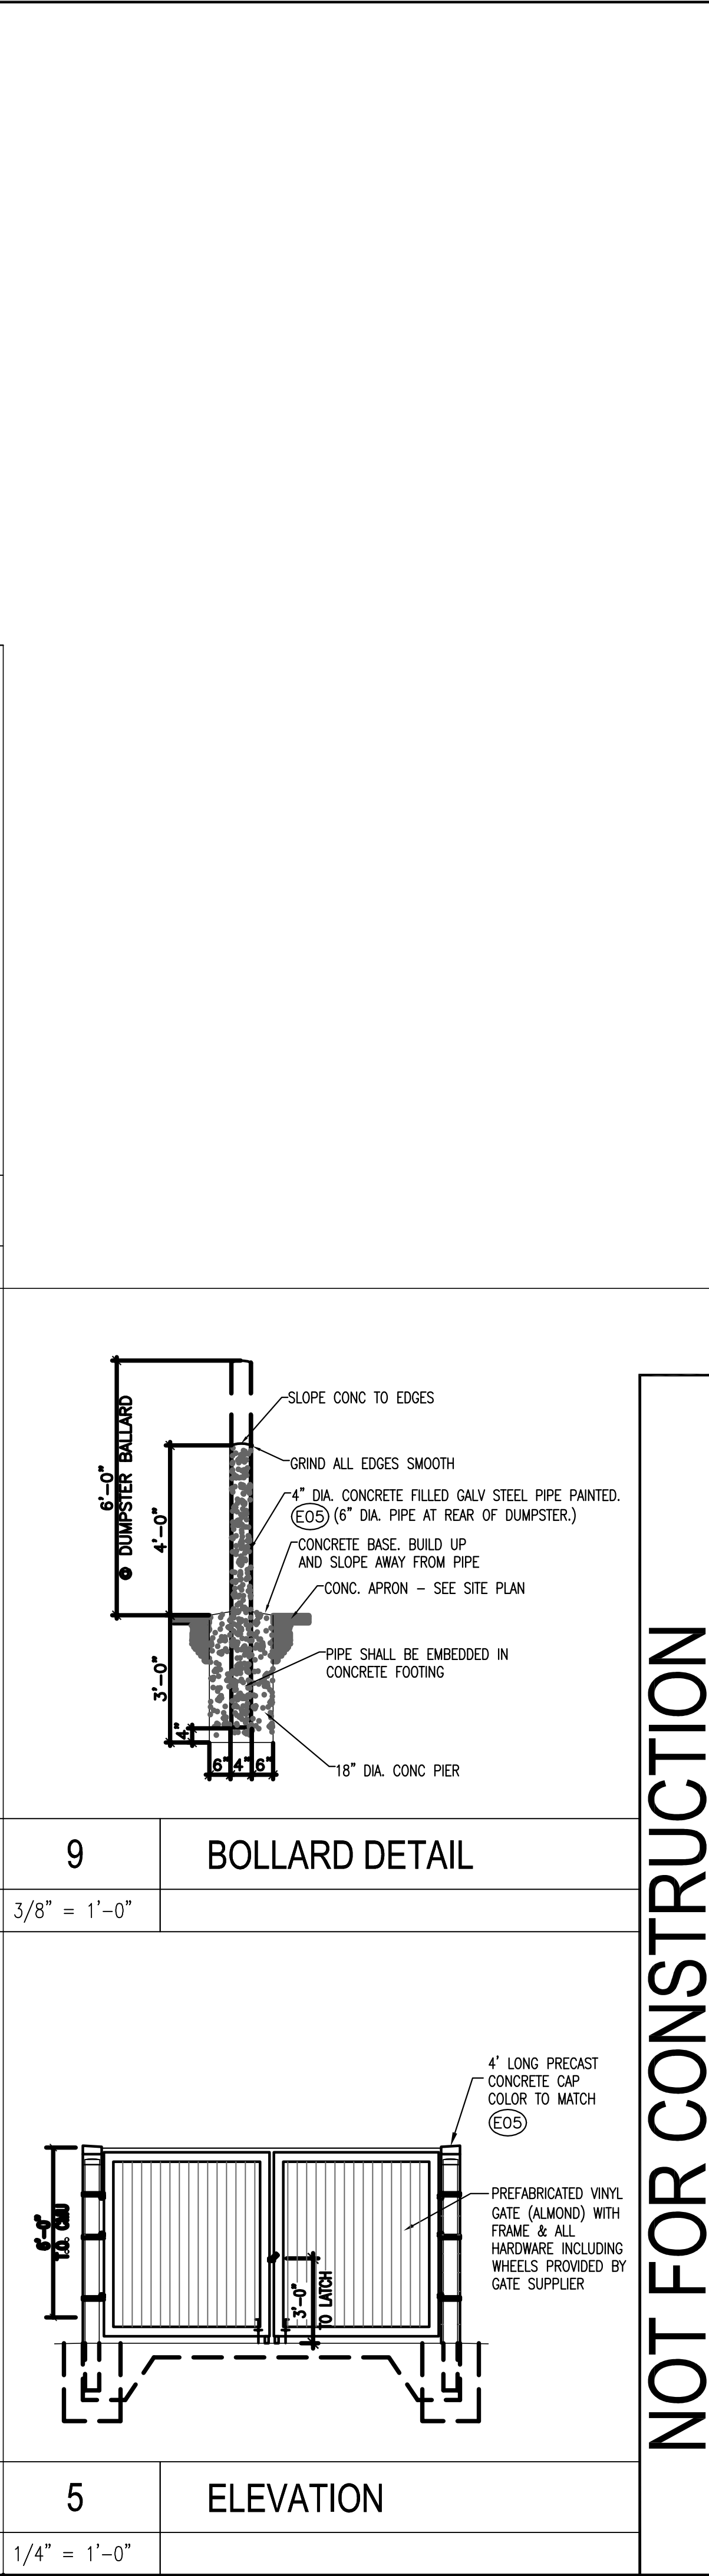 SLOPE CONC TO EDGES
GRIND ALL EDGES SMOOTH
4" DIA. CONCRETE FILLED GALV STEEL PIPE PAINTED.
E05 (6" DIA. PIPE AT REAR OF DUMPSTER.)
CONCRETE BASE. BUILD UP
AND SLOPE AWAY FROM PIPE
CONC. APRON – SEE SITE PLAN
PIPE SHALL BE EMBEDDED IN
CONCRETE FOOTING
18" DIA. CONC PIER
6'–0"
@ DUMPSTER BALLARD
4'–0"
3'–0"
4"
6" 4" 6"
9 BOLLARD DETAIL
3/8" = 1'–0"
4' LONG PRECAST
CONCRETE CAP
COLOR TO MATCH
E05
PREFABRICATED VINYL
GATE (ALMOND) WITH
FRAME & ALL
HARDWARE INCLUDING
WHEELS PROVIDED BY
GATE SUPPLIER
6'–0"
T.O. CMU
3'–0"
TO LATCH
5 ELEVATION
1/4" = 1'–0"
NOT FOR CONSTRUCTION